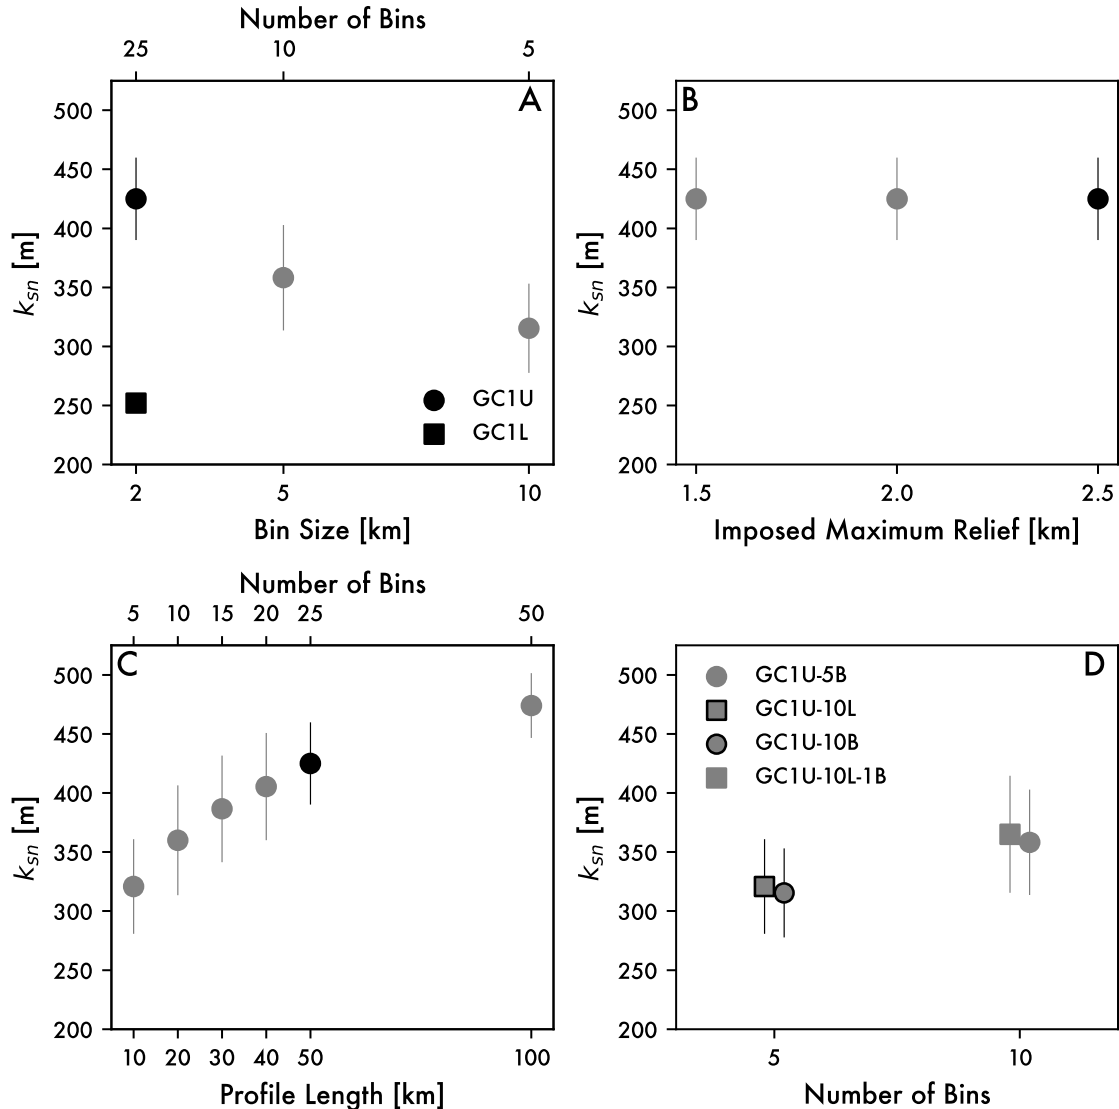 Number of Bins
25 10 5
A
500
450
400
350
300
250
200
k_sn [m]
GC1U
GC1L
2 5 10
Bin Size [km]
B
500
450
400
350
300
250
200
k_sn [m]
1.5 2.0 2.5
Imposed Maximum Relief [km]
Number of Bins
5 10 15 20 25 50
C
500
450
400
350
300
250
200
k_sn [m]
10 20 30 40 50 100
Profile Length [km]
D
500
450
400
350
300
250
200
k_sn [m]
GC1U-5B
GC1U-10L
GC1U-10B
GC1U-10L-1B
5 10
Number of Bins